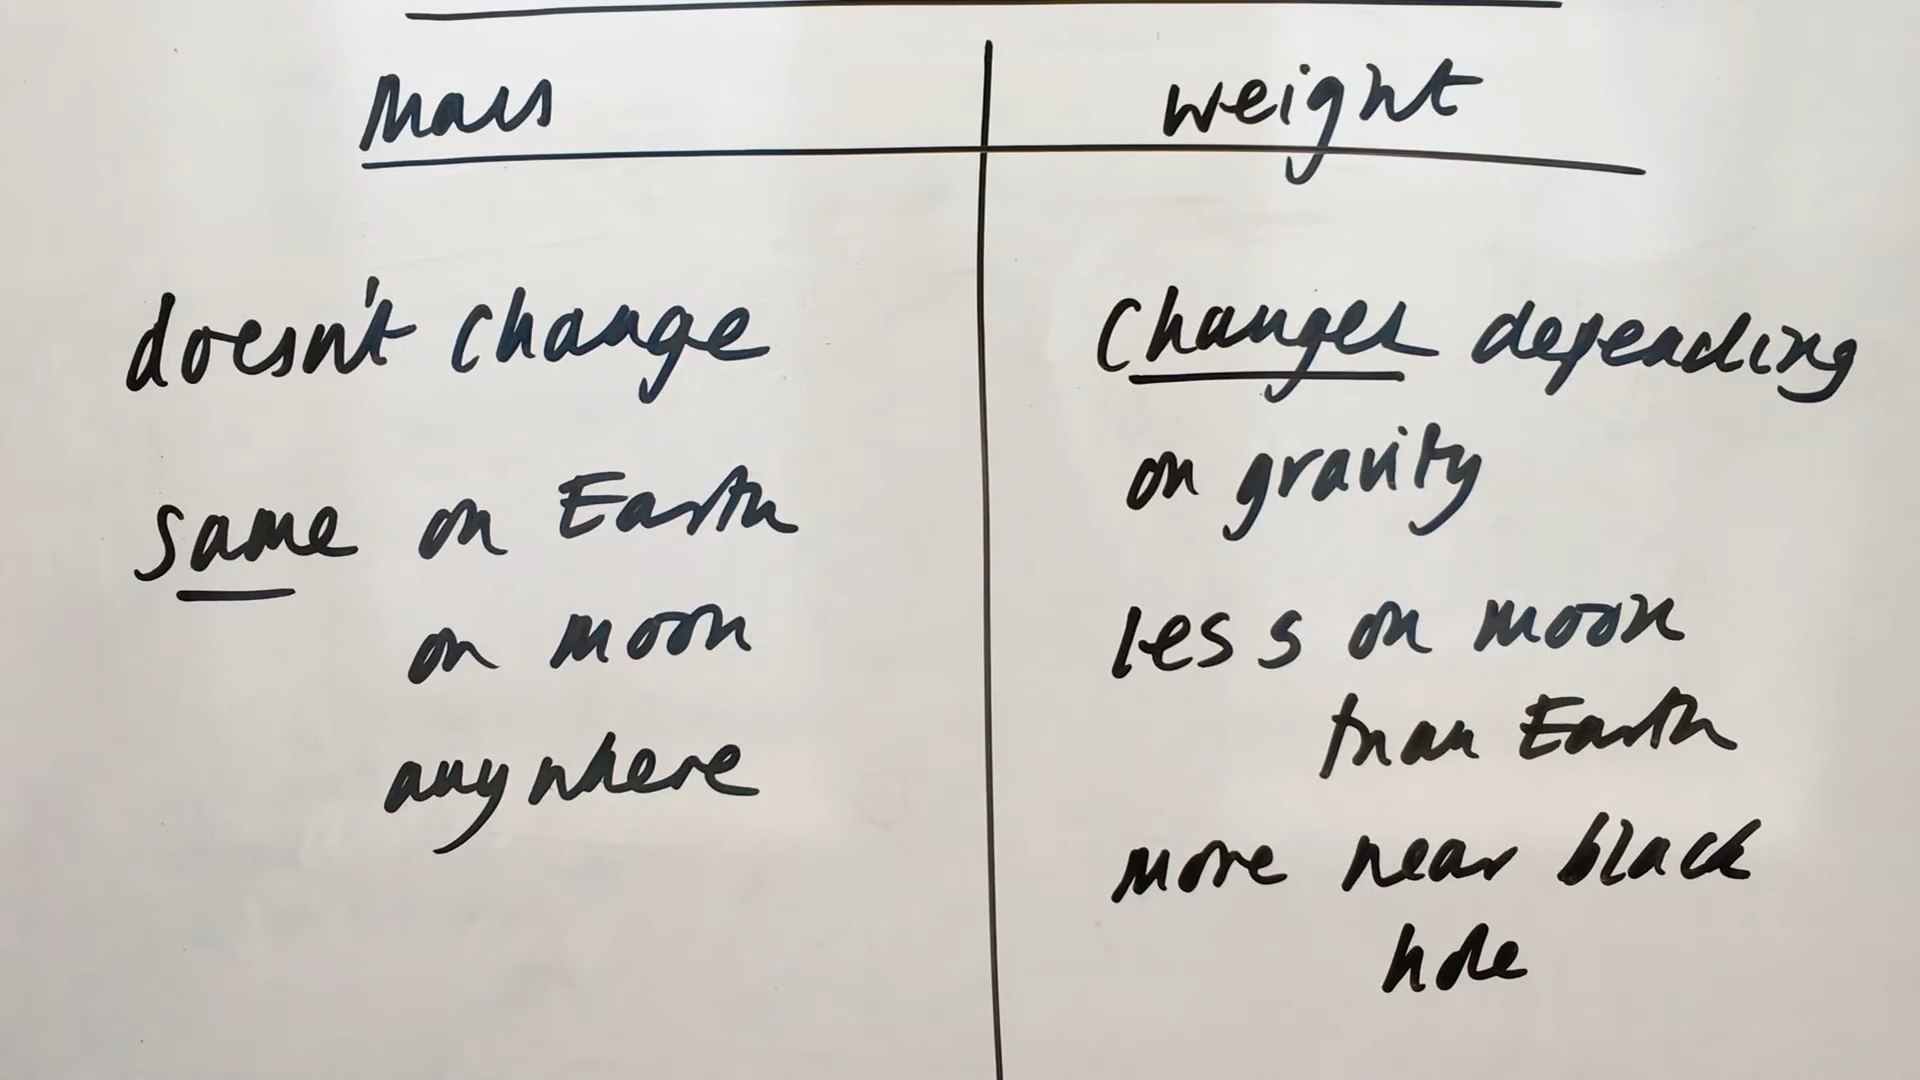 Mass
doesn't change
same on Earth
on moon
anywhere
weight
Changes depending
on gravity
less on moon
than Earth
more near black
hole